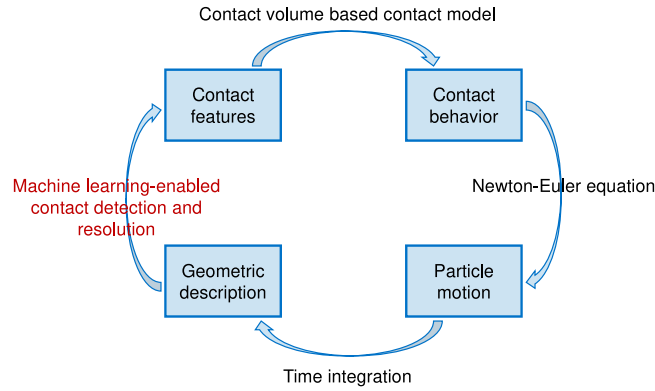 Contact volume based contact model
Contact
features
Contact
behavior
Machine learning-enabled
contact detection and
resolution
Newton-Euler equation
Geometric
description
Particle
motion
Time integration